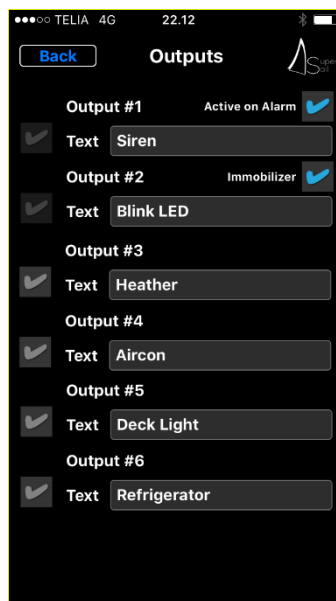 TELIA 4G 22.12
Back Outputs Super Sail
Output #1 Active on Alarm
Text Siren
Output #2 Immobilizer
Text Blink LED
Output #3
Text Heather
Output #4
Text Aircon
Output #5
Text Deck Light
Output #6
Text Refrigerator